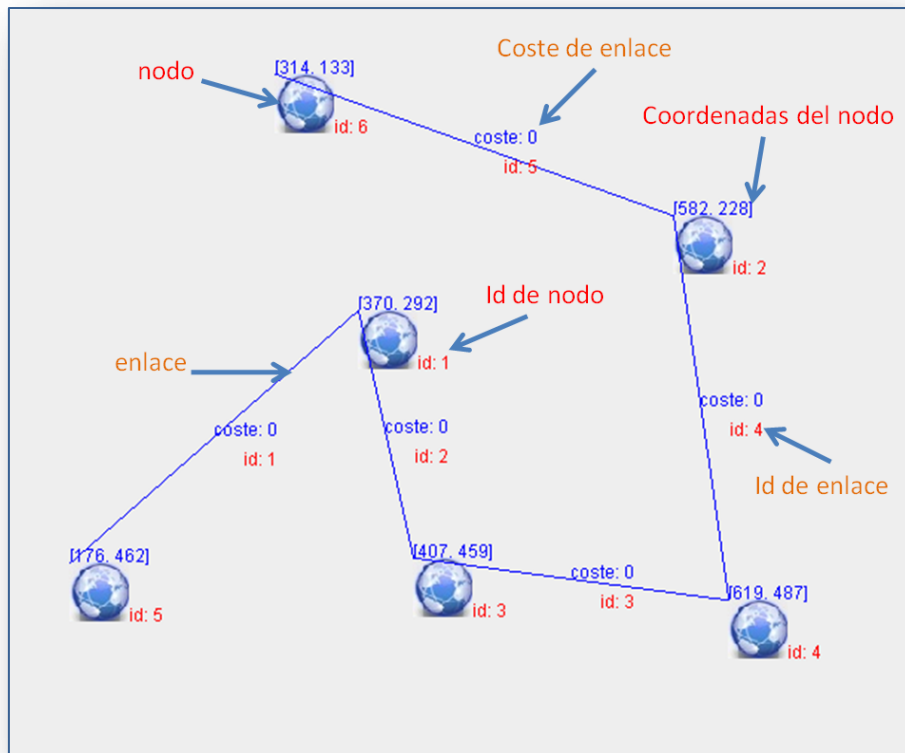 Coste de enlace
nodo
[314, 133]
id: 6
Coordenadas del nodo
coste: 0
id: 5
[582, 228]
id: 2
Id de nodo
[370, 292]
id: 1
enlace
coste: 0
id: 1
coste: 0
id: 2
coste: 0
id: 4
Id de enlace
[176, 462]
id: 5
[407, 459]
id: 3
coste: 0
id: 3
[619, 487]
id: 4